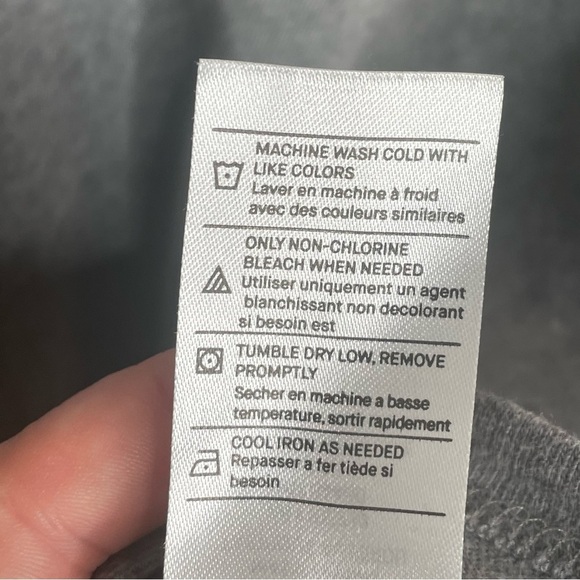 MACHINE WASH COLD WITH
LIKE COLORS
Laver en machine à froid
avec des couleurs similaires
ONLY NON-CHLORINE
BLEACH WHEN NEEDED
Utiliser uniquement un agent
blanchissant non decolorant
si besoin est
TUMBLE DRY LOW, REMOVE
PROMPTLY
Secher en machine a basse
temperature, sortir rapidement
COOL IRON AS NEEDED
Repasser a fer tiède si
besoin